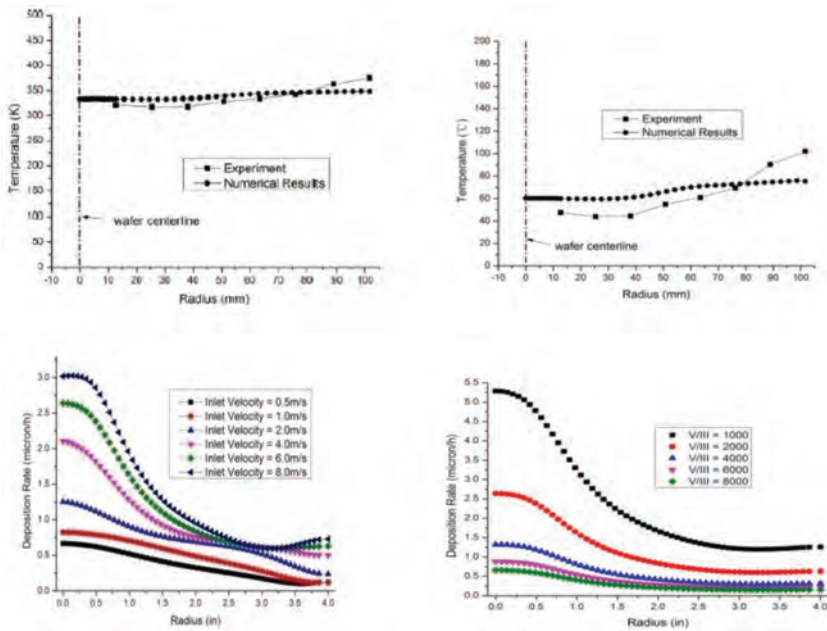 500
450
400
350
300
250
200
150
100
50
0
Temperature (K)
Experiment
Numerical Results
wafer centerline
-10 0 10 20 30 40 50 60 70 80 90 100
Radius (mm)
200
180
160
140
120
100
80
60
40
20
0
Temperature (℃)
Experiment
Numerical Results
wafer centerline
-10 0 10 20 30 40 50 60 70 80 90 100
Radius (mm)
3.0
2.5
2.0
1.5
1.0
0.5
0.0
Deposition Rate (micron/h)
Inlet Velocity = 0.5m/s
Inlet Velocity = 1.0m/s
Inlet Velocity = 2.0m/s
Inlet Velocity = 4.0m/s
Inlet Velocity = 6.0m/s
Inlet Velocity = 8.0m/s
0.0 0.5 1.0 1.5 2.0 2.5 3.0 3.5 4.0
Radius (in)
5.5
5.0
4.5
4.0
3.5
3.0
2.5
2.0
1.5
1.0
0.5
0.0
Deposition Rate (micron/h)
V/III = 1000
V/III = 2000
V/III = 4000
V/III = 6000
V/III = 8000
0.0 0.5 1.0 1.5 2.0 2.5 3.0 3.5 4.0
Radius (in)